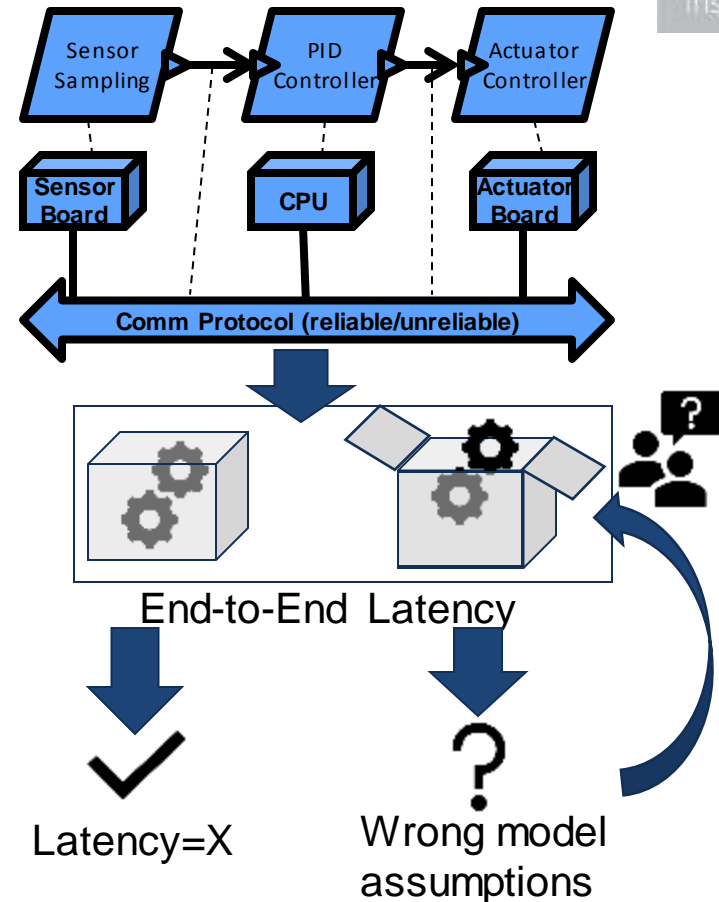 Sensor
Sampling
PID
Controller
Actuator
Controller
Sensor
Board
CPU
Actuator
Board
Comm Protocol (reliable/unreliable)
?
End-to-End Latency
?
Latency=X
Wrong model
assumptions